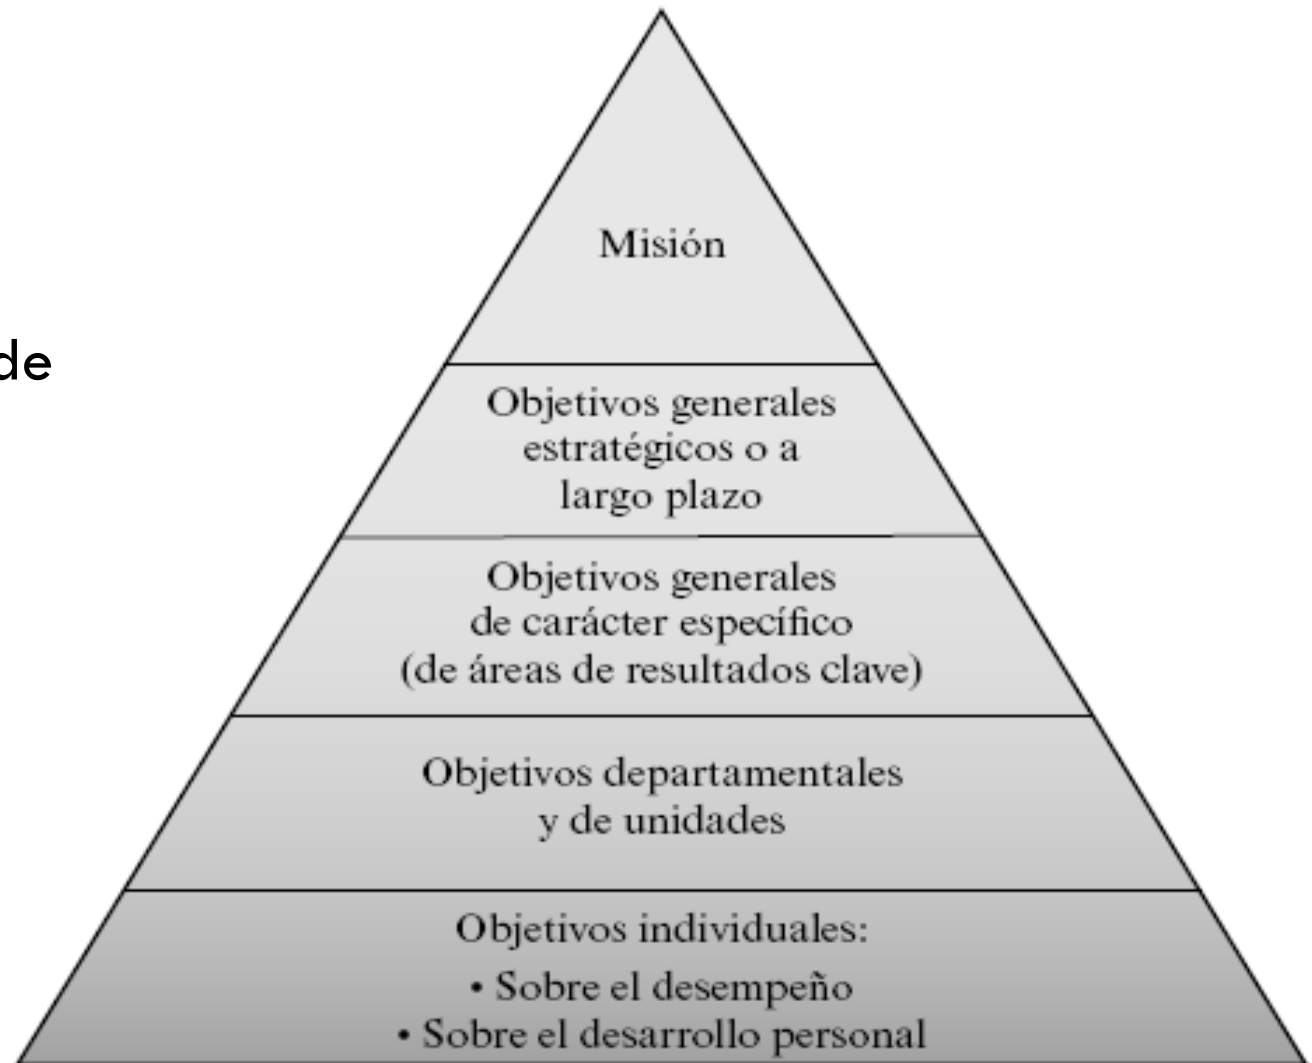 Misión
de
Objetivos generales
estratégicos o a
largo plazo
Objetivos generales
de carácter específico
(de áreas de resultados clave)
Objetivos departamentales
y de unidades
Objetivos individuales:
• Sobre el desempeño
• Sobre el desarrollo personal